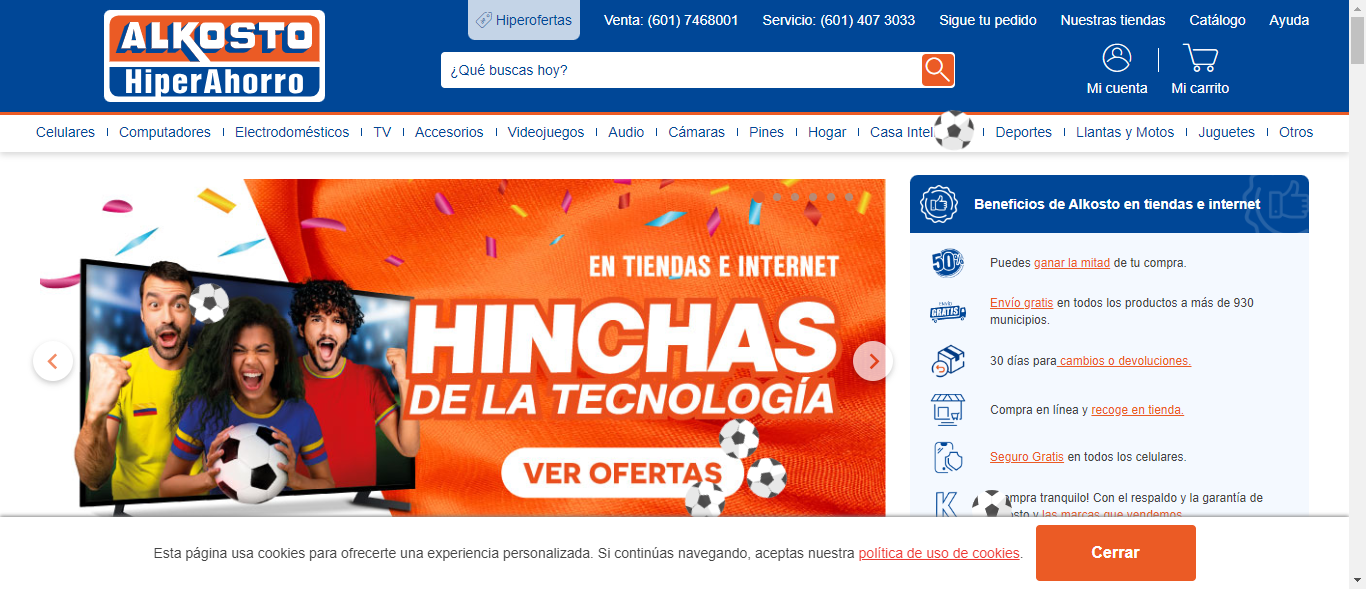 ALKOSTO
HiperAhorro
Hiperofertas
Venta: (601) 7468001
Servicio: (601) 407 3033
Sigue tu pedido
Nuestras tiendas
Catálogo
Ayuda
¿Qué buscas hoy?
Mi cuenta
Mi carrito
Celulares
Computadores
Electrodomésticos
TV
Accesorios
Videojuegos
Audio
Cámaras
Pines
Hogar
Casa
Deportes
Llantas y Motos
Juguetes
Otros
EN TIENDAS E INTERNET
HINCHAS
DE LA TECNOLOGÍA
VER OFERTAS
Beneficios de Alkosto en tiendas e internet
50%
Puedes ganar la mitad de tu compra.
ENVÍO
GRATIS
Envío gratis en todos los productos a más de 930
municipios.
30 días para cambios o devoluciones.
Compra en línea y recoge en tienda.
Seguro Gratis en todos los celulares.
K
tranquilo! Con el respaldo y la garantía de
y las marcas que vendemos
Esta página usa cookies para ofrecerte una experiencia personalizada. Si continúas navegando, aceptas nuestra política de uso de cookies.
Cerrar